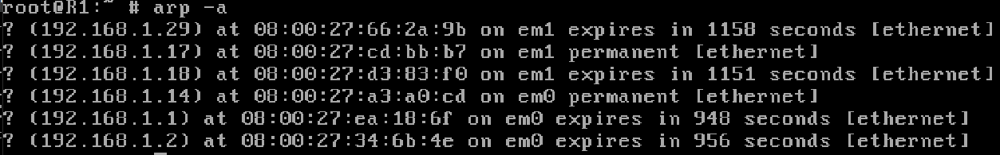 root@R1:~ # arp -a
? (192.168.1.29) at 08:00:27:66:2a:9b on em1 expires in 1158 seconds [ethernet]
? (192.168.1.17) at 08:00:27:cd:bb:b7 on em1 permanent [ethernet]
? (192.168.1.18) at 08:00:27:d3:83:f0 on em1 expires in 1151 seconds [ethernet]
? (192.168.1.14) at 08:00:27:a3:a0:cd on em0 permanent [ethernet]
? (192.168.1.1) at 08:00:27:ea:18:6f on em0 expires in 948 seconds [ethernet]
? (192.168.1.2) at 08:00:27:34:6b:4e on em0 expires in 956 seconds [ethernet]